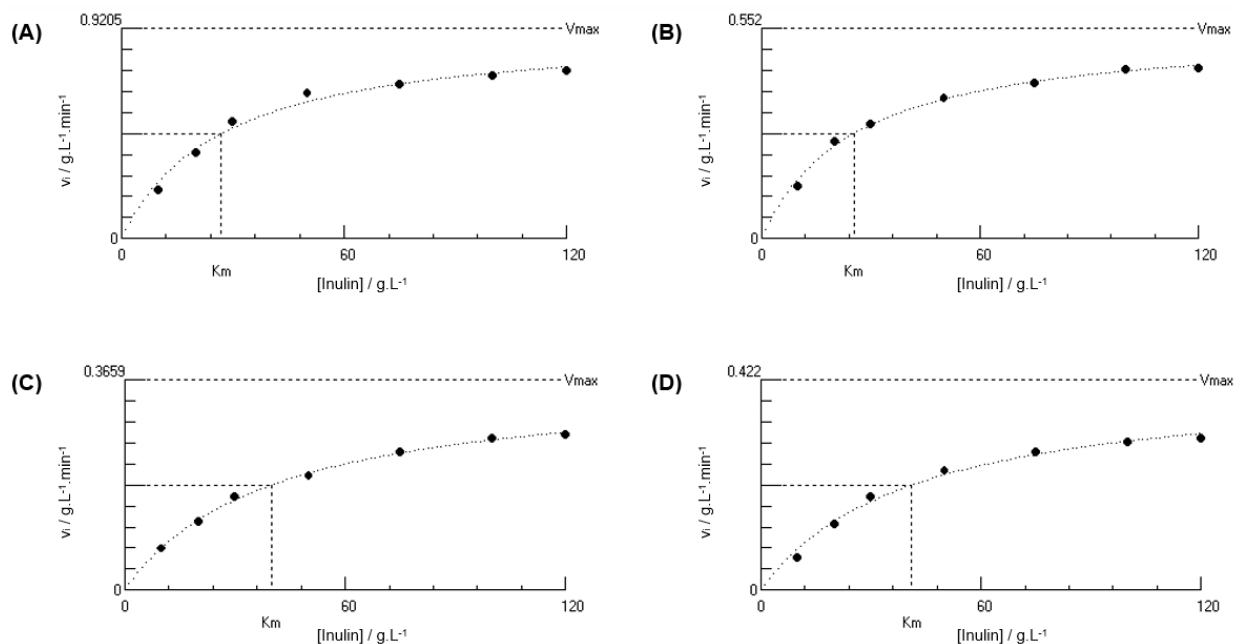 (A)
0.9205
Vmax
vᵢ / g.L⁻¹.min⁻¹
0
0
60
120
Km
[Inulin] / g.L⁻¹
(B)
0.552
Vmax
vᵢ / g.L⁻¹.min⁻¹
0
0
60
120
Km
[Inulin] / g.L⁻¹
(C)
0.3659
Vmax
vᵢ / g.L⁻¹.min⁻¹
0
0
60
120
Km
[Inulin] / g.L⁻¹
(D)
0.422
Vmax
vᵢ / g.L⁻¹.min⁻¹
0
0
60
120
Km
[Inulin] / g.L⁻¹